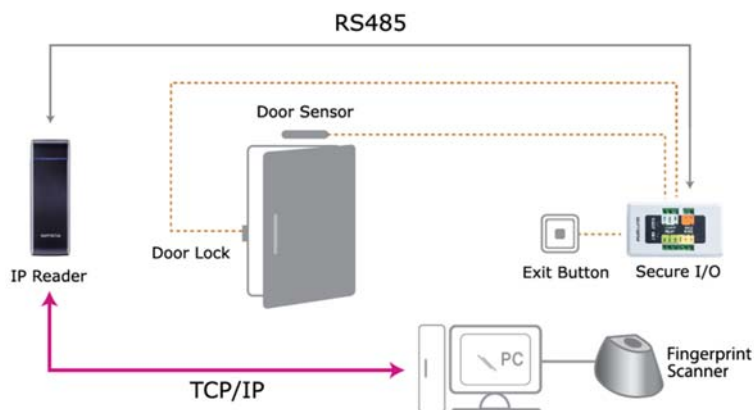 RS485
Door Sensor
Door Lock
IP Reader
Exit Button
Secure I/O
PC
Fingerprint
Scanner
TCP/IP